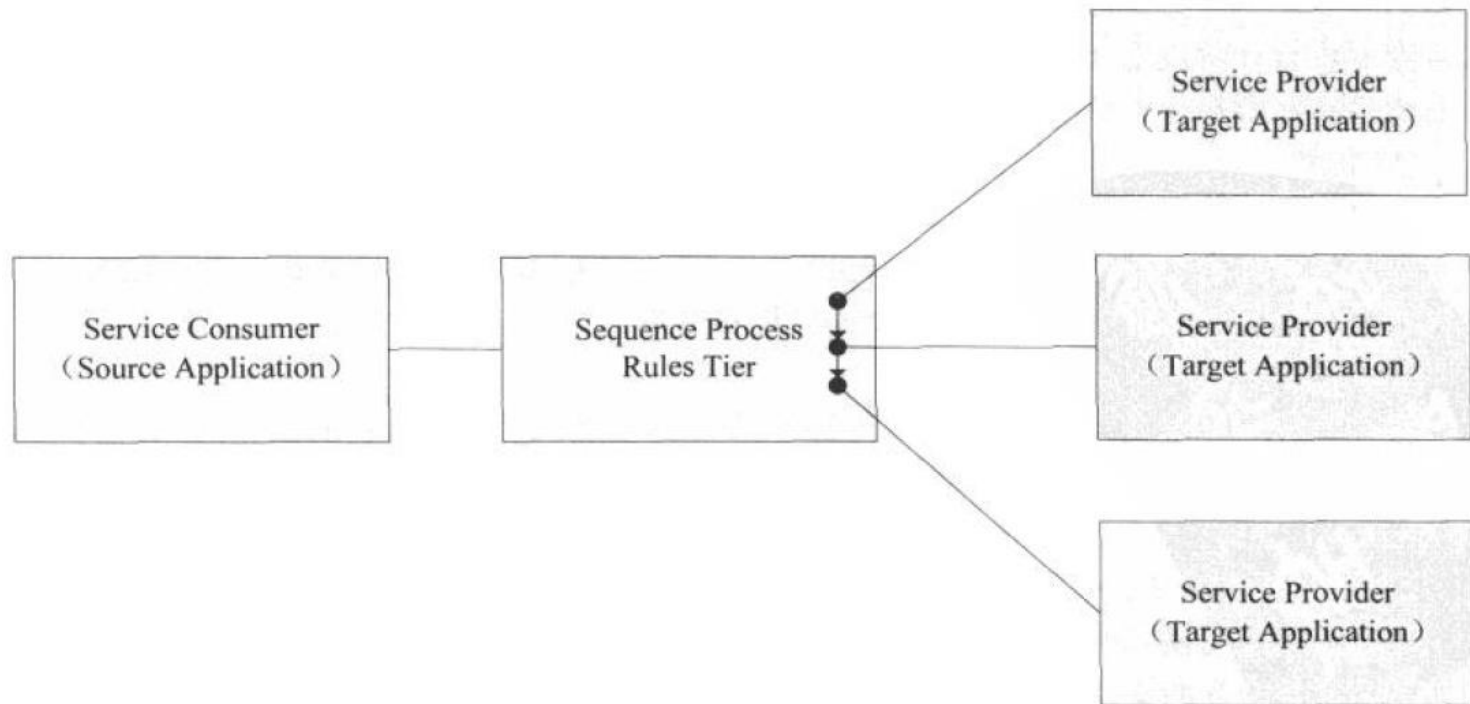 Service Provider
(Target Application)
Service Consumer
(Source Application)
Sequence Process
Rules Tier
Service Provider
(Target Application)
Service Provider
(Target Application)